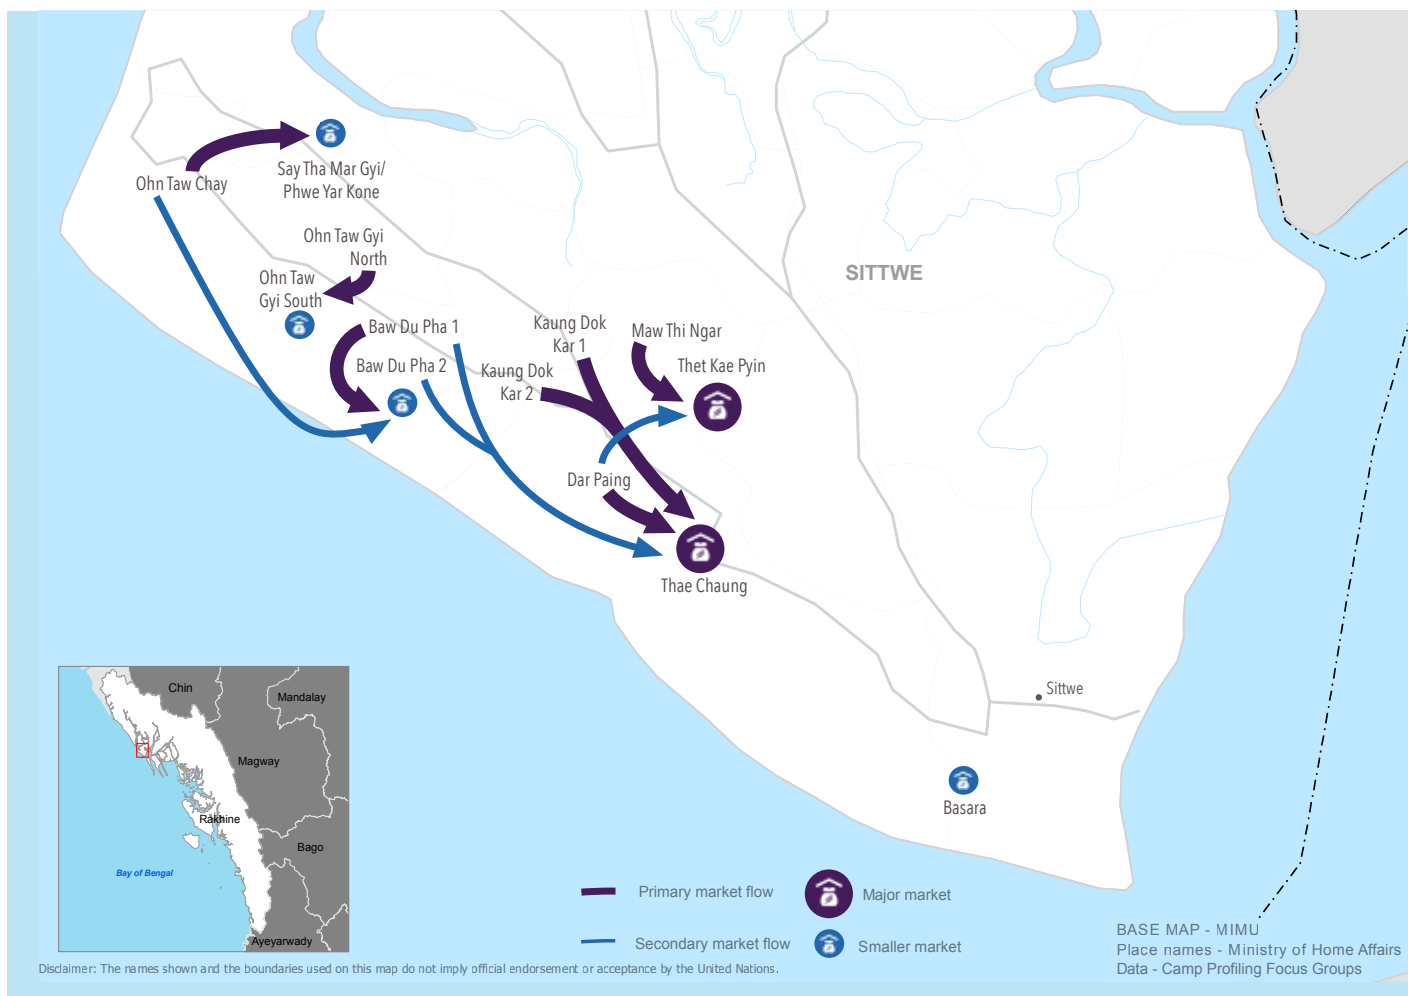 Ohn Taw Chay
Say Tha Mar Gyi/
Phwe Yar Kone
Ohn Taw Gyi
North
Ohn Taw
Gyi South
SITTWE
Baw Du Pha 1
Baw Du Pha 2
Kaung Dok
Kar 1
Kaung Dok
Kar 2
Maw Thi Ngar
Thet Kae Pyin
Dar Paing
Thae Chaung
Sittwe
Basara
Chin
Mandalay
Magway
Rakhine
Bago
Bay of Bengal
Ayeyarwady
Primary market flow
Major market
Secondary market flow
Smaller market
BASE MAP - MIMU
Place names - Ministry of Home Affairs
Data - Camp Profiling Focus Groups
Disclaimer: The names shown and the boundaries used on this map do not imply official endorsement or acceptance by the United Nations.